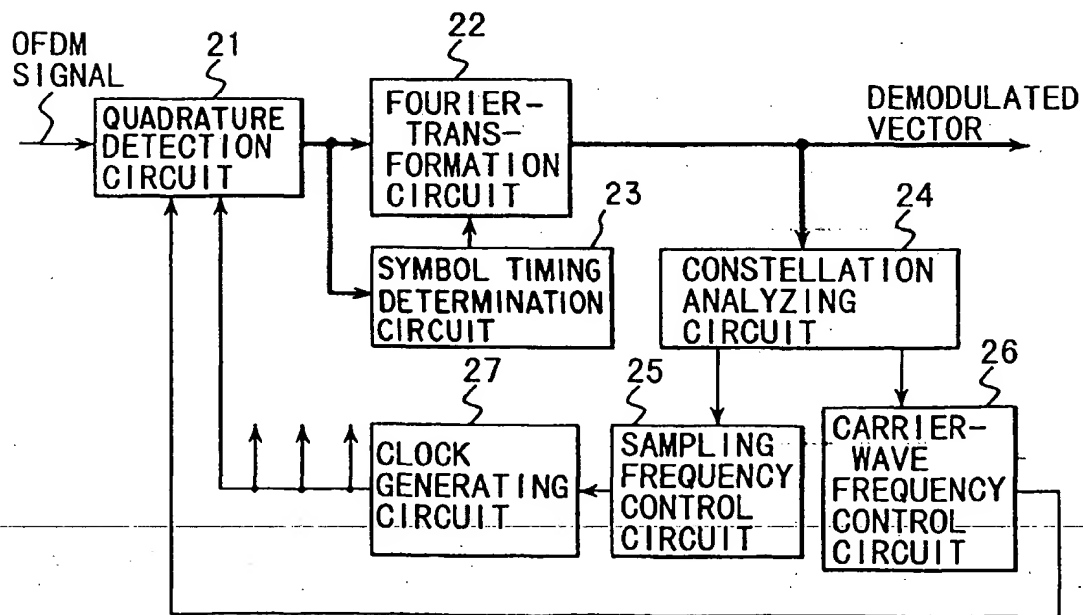 OFDM
SIGNAL
21
QUADRATURE
DETECTION
CIRCUIT
22
FOURIER-
TRANS-
FORMATION
CIRCUIT
DEMODULATED
VECTOR
23
SYMBOL TIMING
DETERMINATION
CIRCUIT
24
CONSTELLATION
ANALYZING
CIRCUIT
27
CLOCK
GENERATING
CIRCUIT
25
SAMPLING
FREQUENCY
CONTROL
CIRCUIT
26
CARRIER-
WAVE
FREQUENCY
CONTROL
CIRCUIT